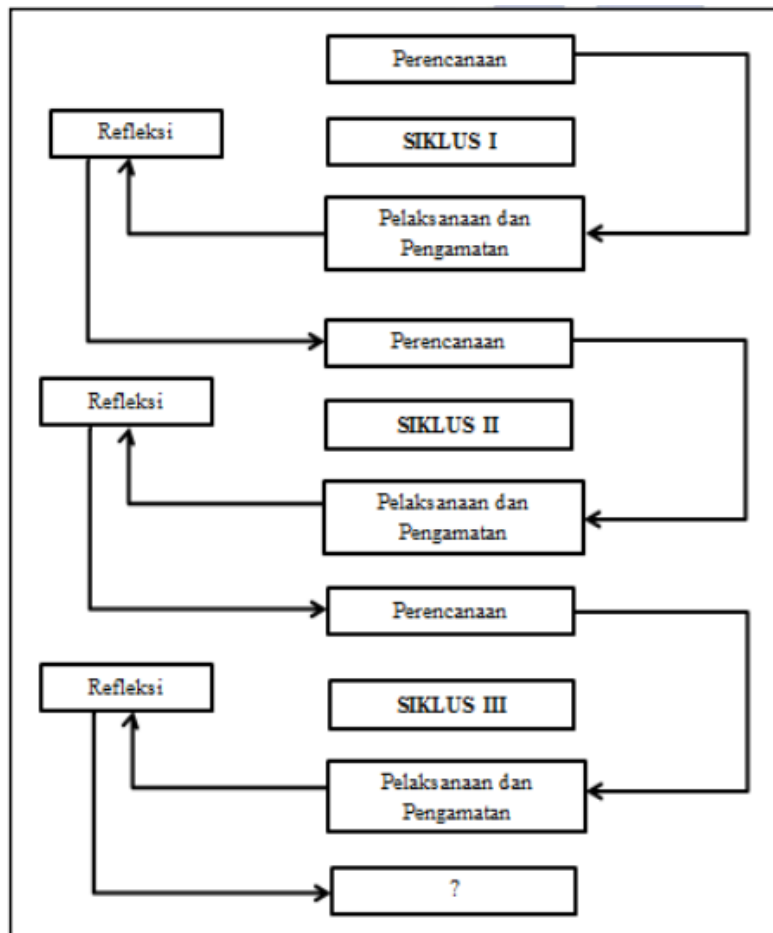 Perencanaan
Refleksi
SIKLUS I
Pelaksanaan dan
Pengamatan
Perencanaan
Refleksi
SIKLUS II
Pelaksanaan dan
Pengamatan
Perencanaan
Refleksi
SIKLUS III
Pelaksanaan dan
Pengamatan
?